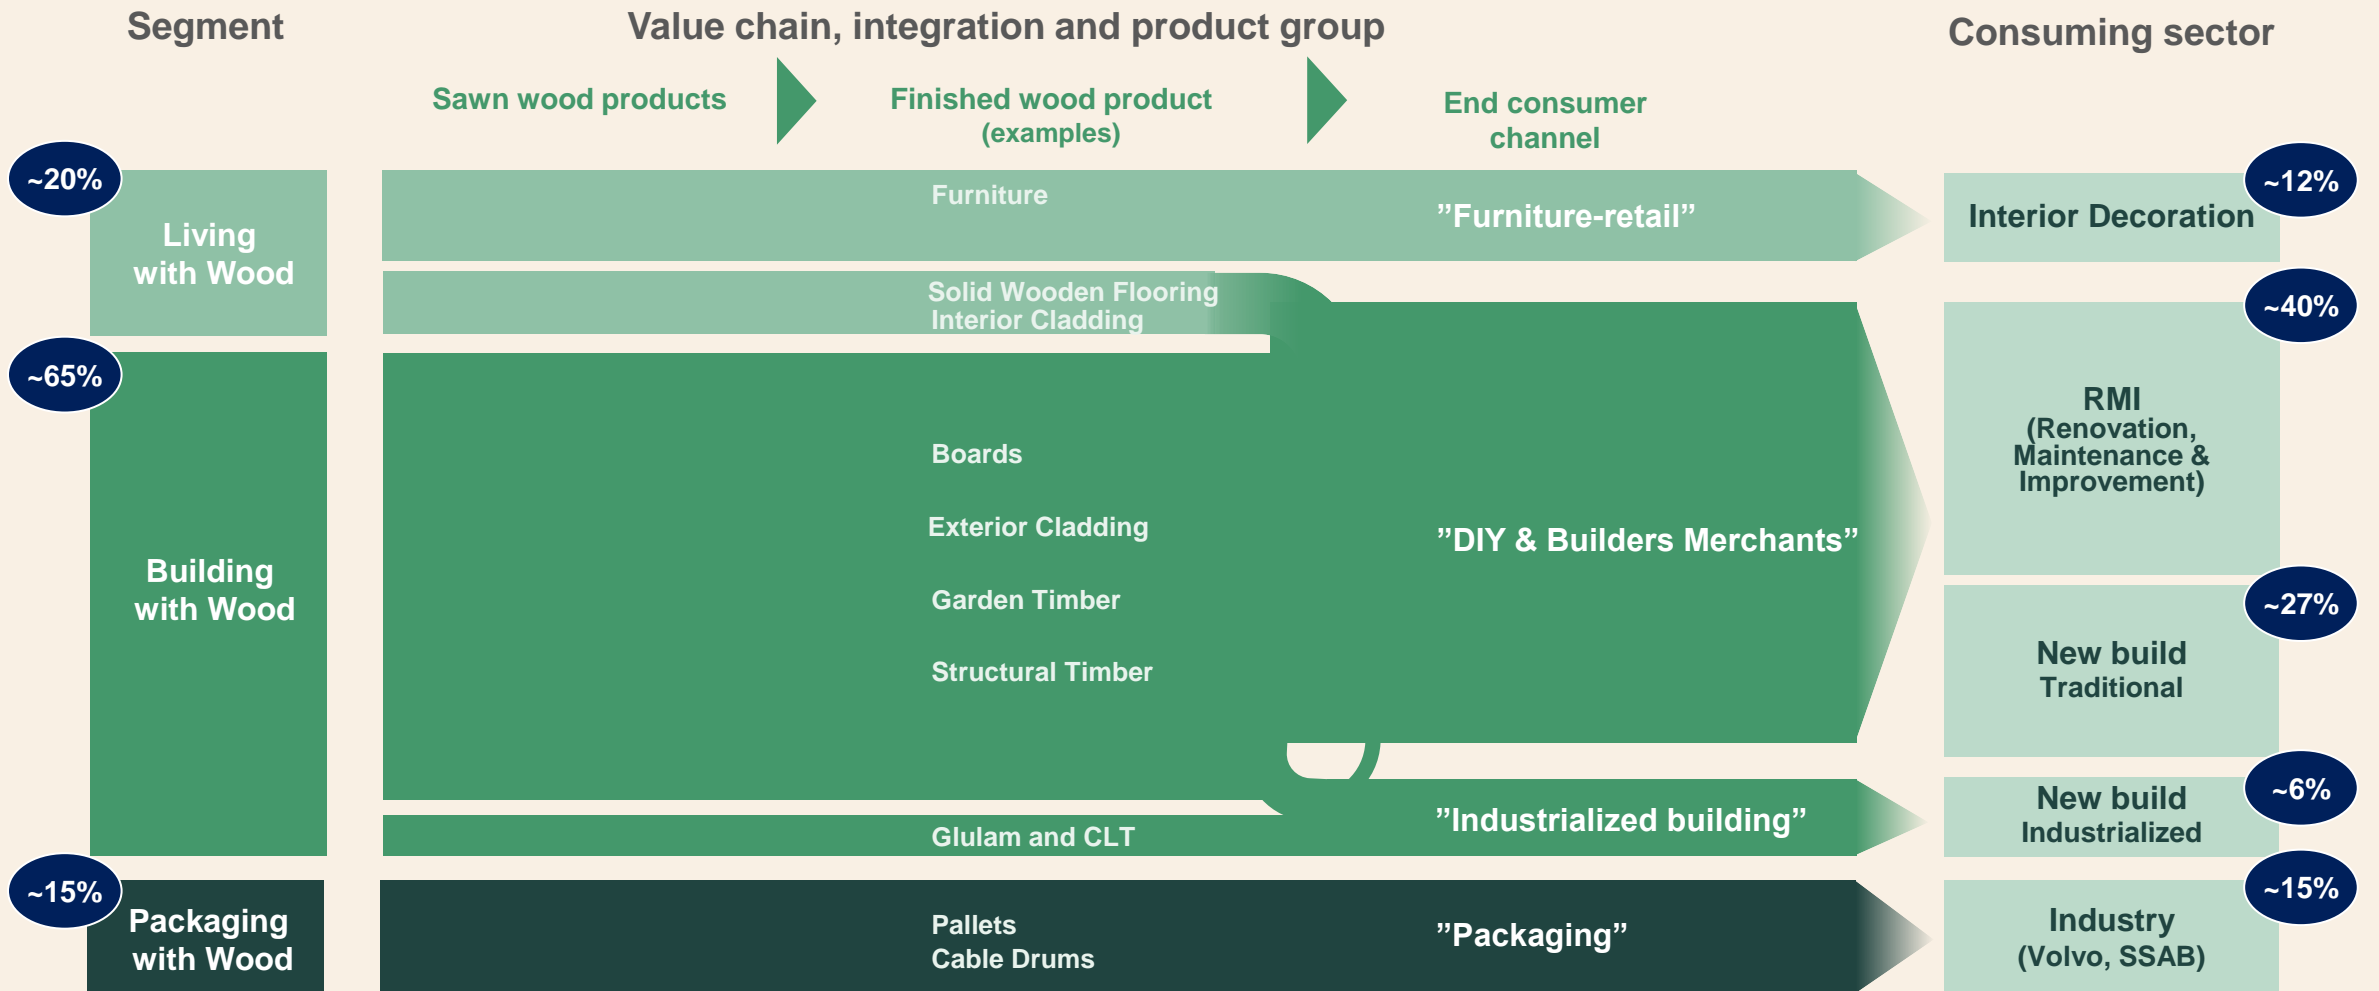 Segment
Value chain, integration and product group
Consuming sector
Sawn wood products
Finished wood product
(examples)
End consumer
channel
~20%
Living
with Wood
Furniture
”Furniture-retail”
Interior Decoration
~12%
Solid Wooden Flooring
Interior Cladding
~65%
Building
with Wood
Boards
Exterior Cladding
Garden Timber
Structural Timber
”DIY & Builders Merchants”
~40%
RMI
(Renovation,
Maintenance &
Improvement)
~27%
New build
Traditional
Glulam and CLT
”Industrialized building”
~6%
New build
Industrialized
~15%
Packaging
with Wood
Pallets
Cable Drums
”Packaging”
~15%
Industry
(Volvo, SSAB)